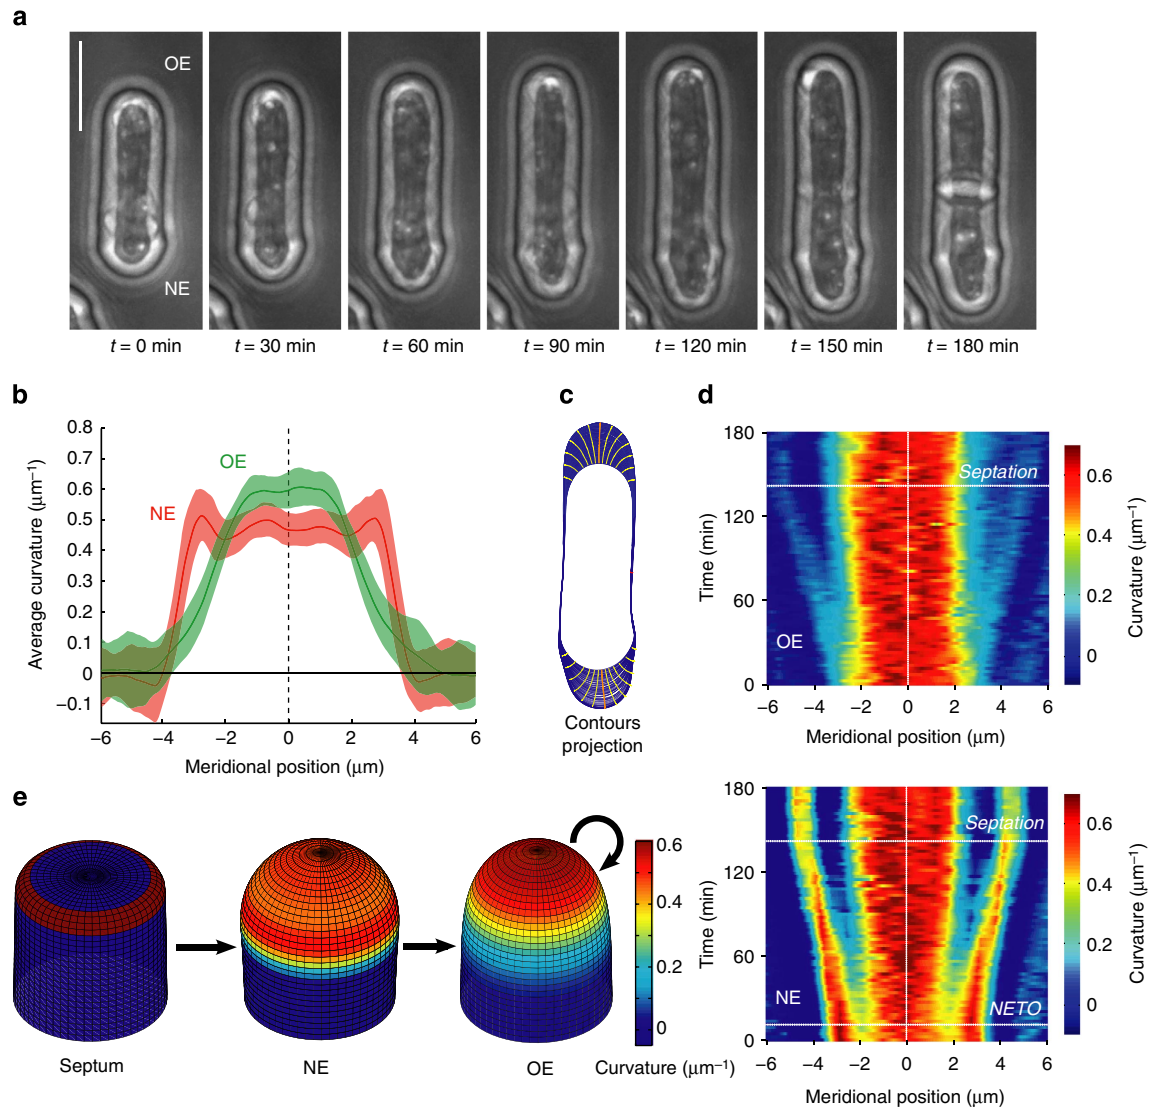 a
OE
NE
t = 0 min
t = 30 min
t = 60 min
t = 90 min
t = 120 min
t = 150 min
t = 180 min
b
Average curvature (μm⁻¹)
0.8
0.7
0.6
0.5
0.4
0.3
0.2
0.1
0
−0.1
OE
NE
−6 −4 −2 0 2 4 6
Meridional position (μm)
c
Contours
projection
d
Time (min)
180
120
60
0
Septation
OE
−6 −4 −2 0 2 4 6
Meridional position (μm)
0.6
0.4
0.2
0
Curvature (μm⁻¹)
Time (min)
180
120
60
0
Septation
NE
NETO
−6 −4 −2 0 2 4 6
Meridional position (μm)
0.6
0.4
0.2
0
Curvature (μm⁻¹)
e
0.6
0.4
0.2
0
Septum
NE
OE
Curvature (μm⁻¹)